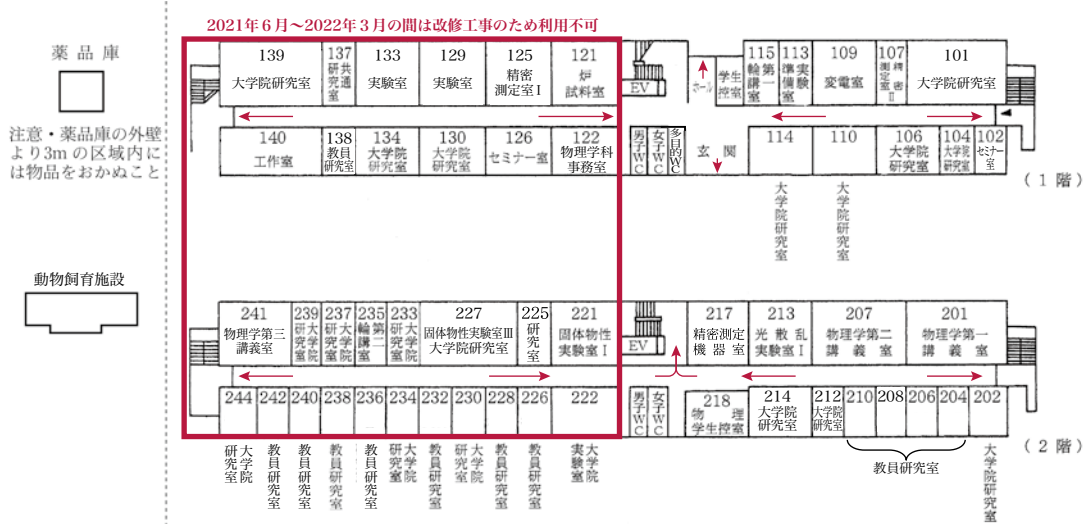 2021年６月～2022年３月の間は改修工事のため利用不可
薬品庫
注意・薬品庫の外壁
より3mの区域内に
は物品をおかぬこと
動物飼育施設
139
大学院研究室
137
共通
研究室
133
実験室
129
実験室
125
精密
測定室Ⅰ
121
炉
試料室
EV
ホール
学生
控室
115
第一
輪講室
113
実験
準備室
109
変電室
107
精密
測定室Ⅱ
101
大学院研究室
140
工作室
138
教員
研究室
134
大学院
研究室
130
大学院
研究室
126
セミナー室
122
物理学科
事務室
男子WC
女子WC
多目的WC
玄関
114
大学院研究室
110
大学院研究室
106
大学院
研究室
104
大学院
研究室
102
セミナー
室
(1階)
241
物理学第三
講義室
239
大学院
研究室
237
大学院
研究室
235
第二
輪講室
233
大学院
研究室
227
固体物性実験室Ⅲ
大学院研究室
225
研究室
221
固体物性
実験室Ⅰ
EV
217
精密測定
機器室
213
光散乱
実験室Ⅰ
207
物理学第二
講義室
201
物理学第一
講義室
244
大学院
研究室
242
教員研究室
240
教員研究室
238
教員研究室
236
教員研究室
234
大学院
研究室
232
教員研究室
230
大学院
研究室
228
教員研究室
226
教員研究室
222
大学院
実験室
男子WC
女子WC
218
物理
学生控室
214
大学院
研究室
212
大学院
研究室
210
208
206
204
教員研究室
202
大学院研究室
(2階)